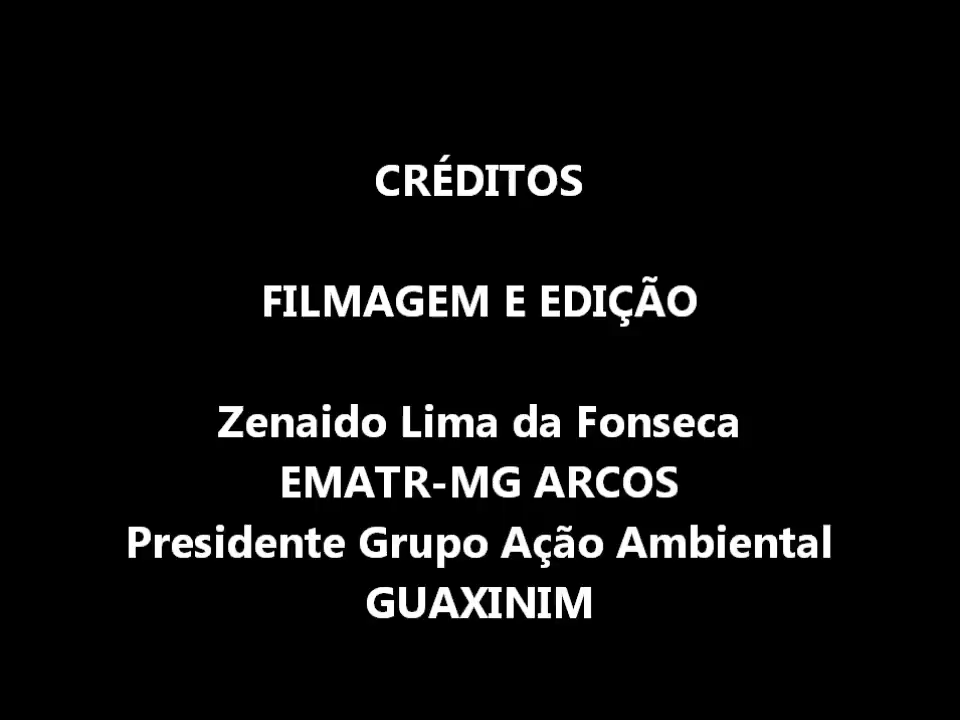 CRÉDITOS
FILMAGEM E EDIÇÃO
Zenaido Lima da Fonseca
EMATR-MG ARCOS
Presidente Grupo Ação Ambiental
GUAXINIM